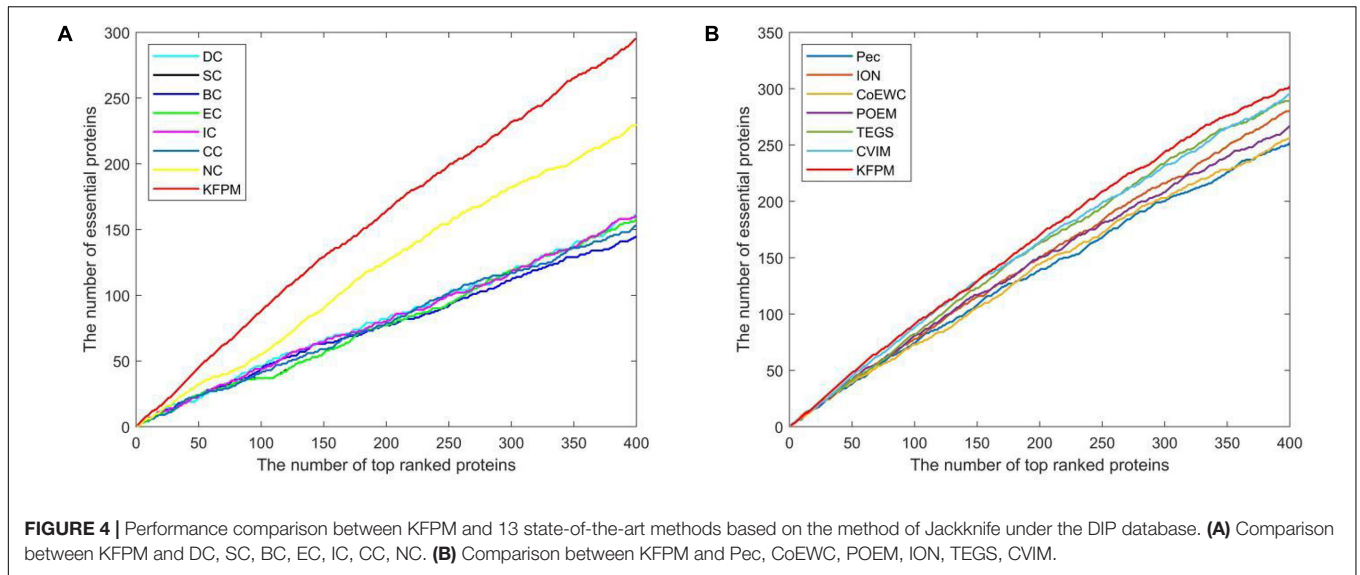 A
300
250
200
150
100
50
0
The number of essential proteins
DC
SC
BC
EC
IC
CC
NC
KFPM
0 50 100 150 200 250 300 350 400
The number of top ranked proteins
B
350
300
250
200
150
100
50
0
The number of essential proteins
Pec
ION
CoEWC
POEM
TEGS
CVIM
KFPM
0 50 100 150 200 250 300 350 400
The number of top ranked proteins
FIGURE 4 | Performance comparison between KFPM and 13 state-of-the-art methods based on the method of Jackknife under the DIP database. (A) Comparison
between KFPM and DC, SC, BC, EC, IC, CC, NC. (B) Comparison between KFPM and Pec, CoEWC, POEM, ION, TEGS, CVIM.